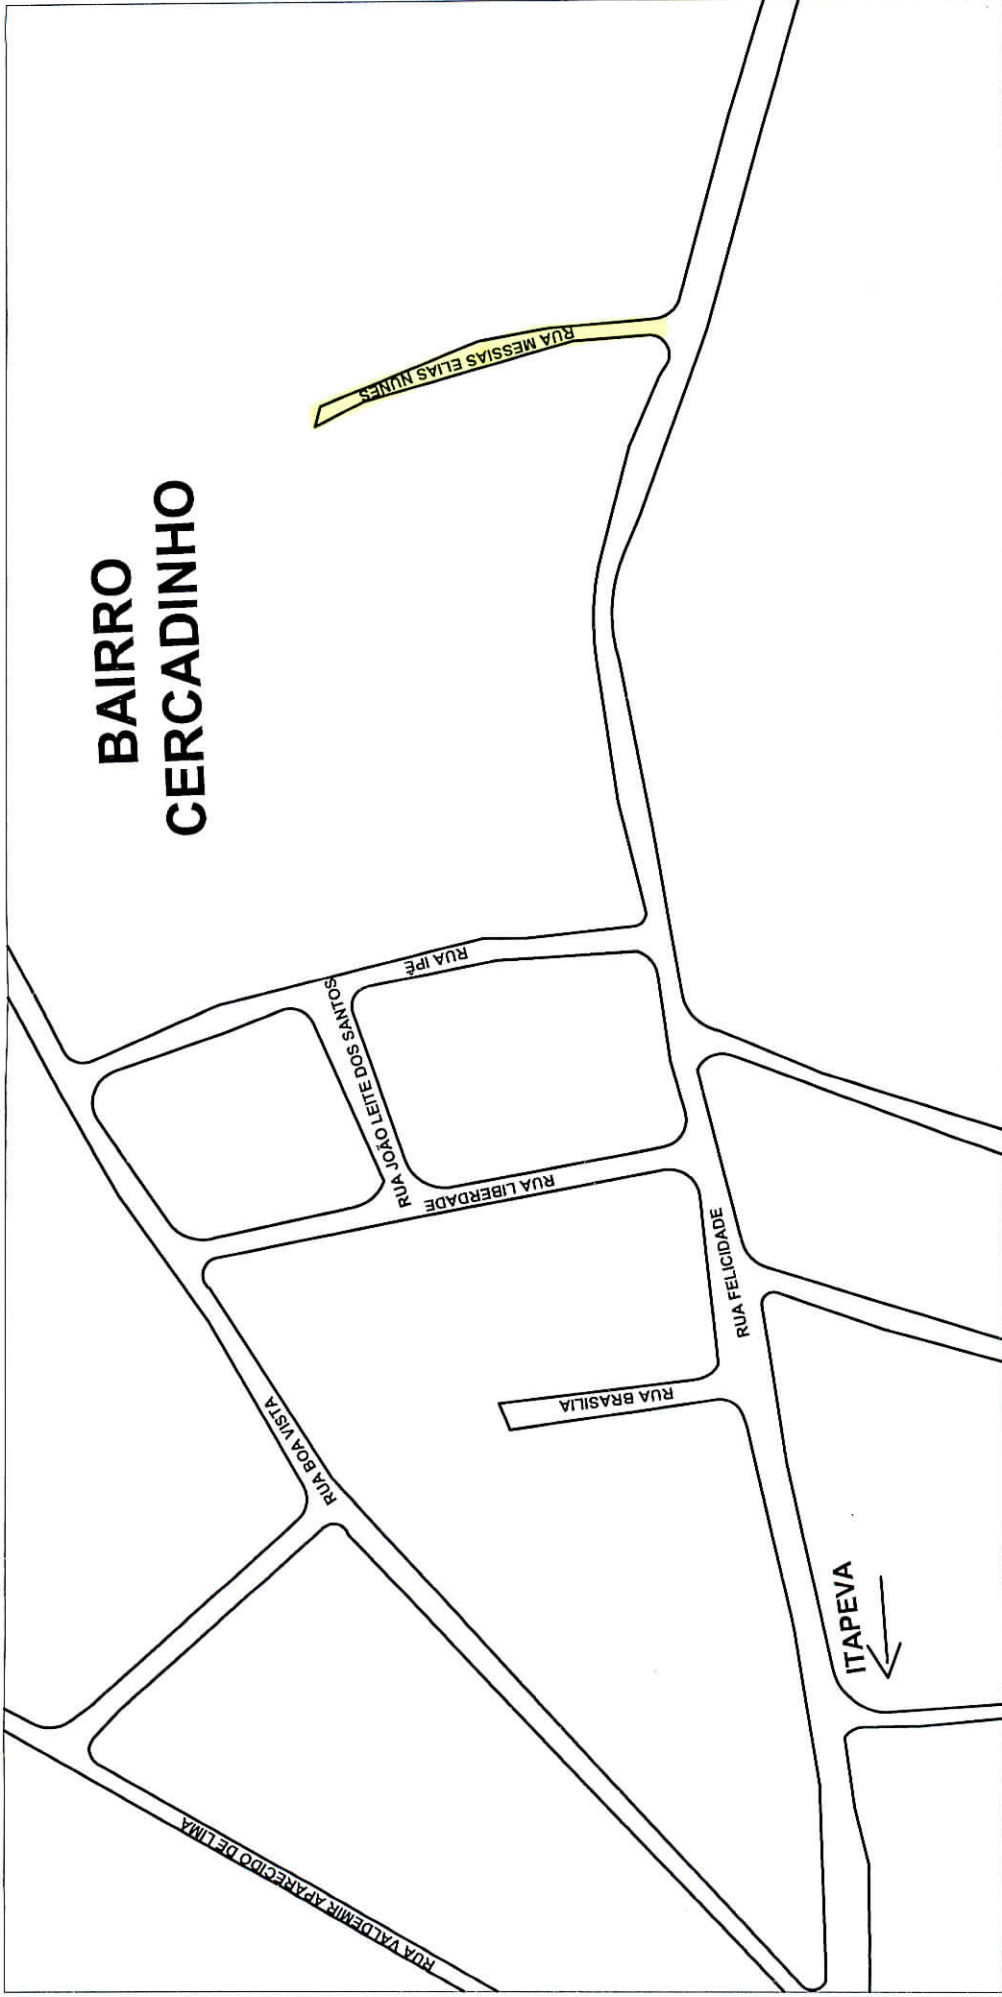 BAIRRO
CERCADINHO
RUA MESSIAS ELIAS NUNES
RUA IPÊ
RUA JOÃO LEITE DOS SANTOS
RUA LIBERDADE
RUA FELICIDADE
RUA BRASILIA
RUA BOA VISTA
ITAPEVA
RUA VALDEMIR APARECIDO DE LIMA